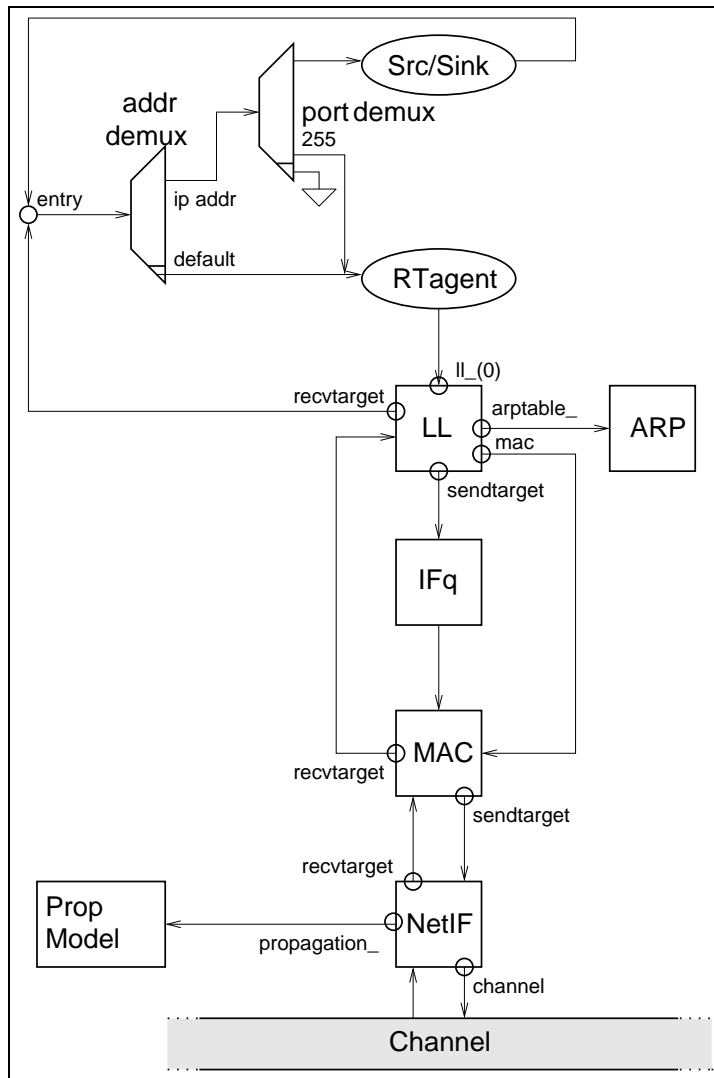 Src/Sink
addr
demux
port demux
255
entry
ip addr
default
RTagent
ll_(0)
recvtarget
arptable_
LL
ARP
mac
sendtarget
IFq
MAC
recvtarget
sendtarget
recvtarget
Prop
Model
NetIF
propagation_
channel
Channel